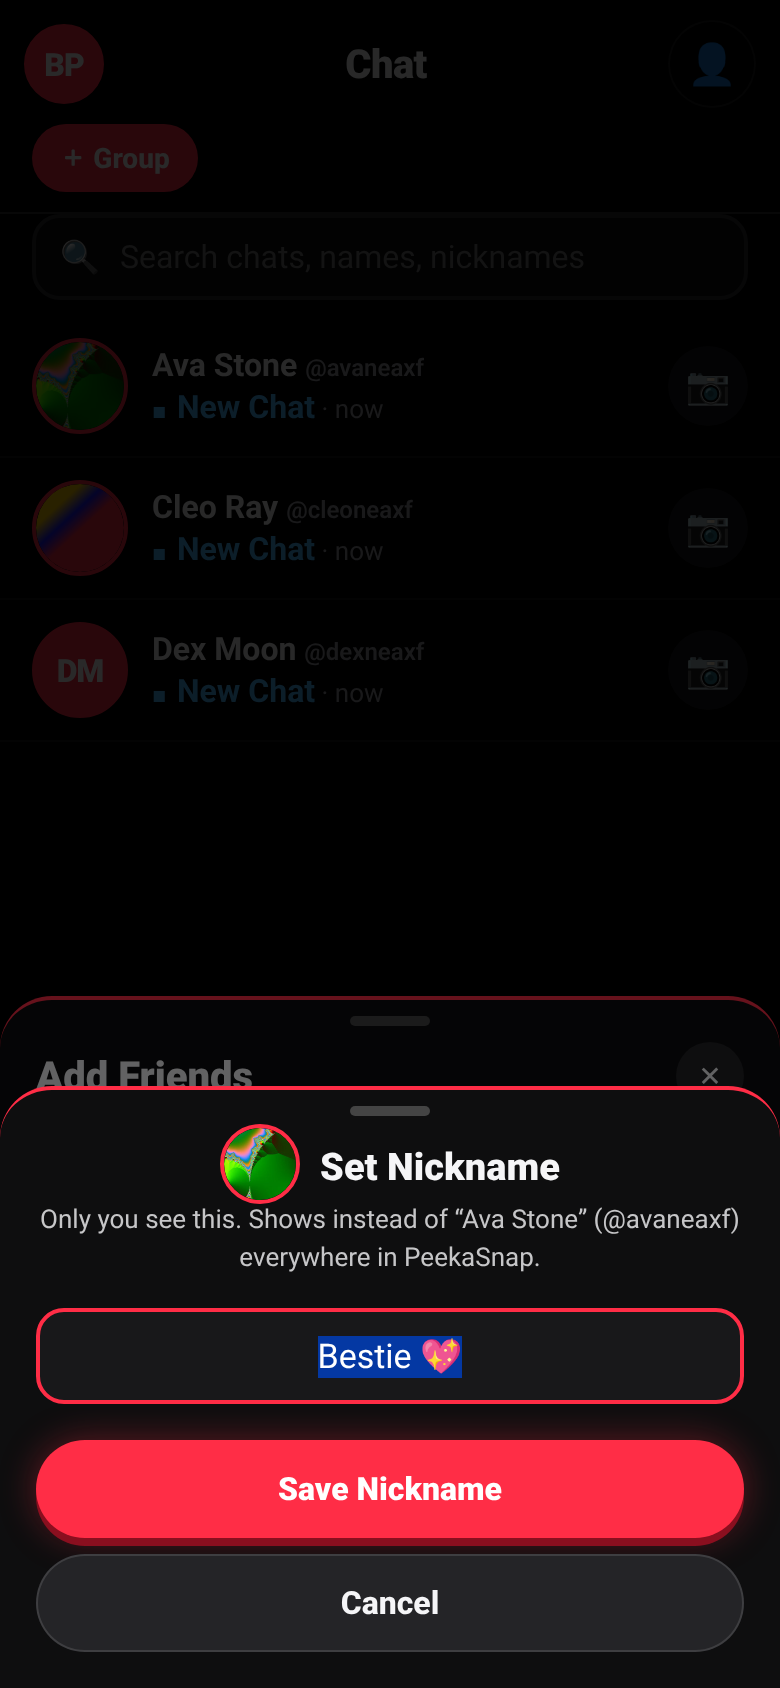 BP
Chat
+ Group
Search chats, names, nicknames
Ava Stone @avaneaxf
New Chat · now
Cleo Ray @cleoneaxf
New Chat · now
DM
Dex Moon @dexneaxf
New Chat · now
Add Friends
×
Set Nickname
Only you see this. Shows instead of “Ava Stone” (@avaneaxf)
everywhere in PeekaSnap.
Bestie 💖
Save Nickname
Cancel